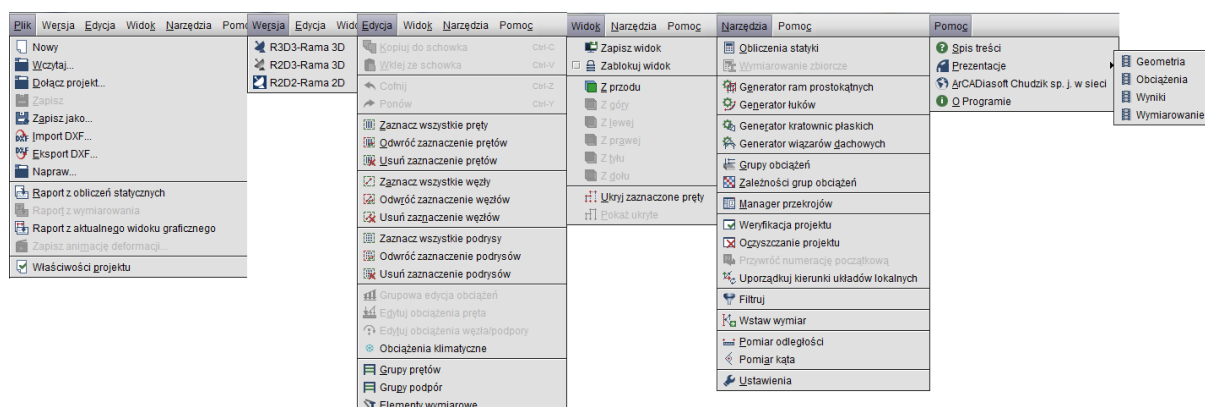 Plik Wersja Edycja Widok Narzędzia Pomo
Nowy
Wczytaj...
Dołącz projekt...
Zapisz
Zapisz jako...
Import DXF...
Eksport DXF...
Napraw...
Raport z obliczeń statycznych
Raport z wymiarowania
Raport z aktualnego widoku graficznego
Zapisz animację deformacji...
Właściwości projektu
Wersja Edycja Wido
R3D3-Rama 3D
R2D3-Rama 3D
R2D2-Rama 2D
Edycja Widok Narzędzia Pomoc
Kopiuj do schowka Ctrl-C
Wklej ze schowka Ctrl-V
Cofnij Ctrl-Z
Ponów Ctrl-Y
Zaznacz wszystkie pręty
Odwróć zaznaczenie prętów
Usuń zaznaczenie prętów
Zaznacz wszystkie węzły
Odwróć zaznaczenie węzłów
Usuń zaznaczenie węzłów
Zaznacz wszystkie podrysy
Odwróć zaznaczenie podrysów
Usuń zaznaczenie podrysów
Grupowa edycja obciążeń
Edytuj obciążenia pręta
Edytuj obciążenia węzła/podpory
Obciążenia klimatyczne
Grupy prętów
Grupy podpór
Elementy wymiarowe
Widok Narzędzia Pomoc
Zapisz widok
Zablokuj widok
Z przodu
Z góry
Z lewej
Z prawej
Z tyłu
Z dołu
Ukryj zaznaczone pręty
Pokaż ukryte
Narzędzia Pomoc
Obliczenia statyki
Wymiarowanie zbiorcze
Generator ram prostokątnych
Generator łuków
Generator kratownic płaskich
Generator wiązarów dachowych
Grupy obciążeń
Zależności grup obciążeń
Manager przekrojów
Weryfikacja projektu
Oczyszczanie projektu
Przywróć numerację początkową
Uporządkuj kierunki układów lokalnych
Filtruj
Wstaw wymiar
Pomiar odległości
Pomiar kąta
Ustawienia
Pomoc
Spis treści
Prezentacje
ArCADiasoft Chudzik sp. j. w sieci
O Programie
Geometria
Obciążenia
Wyniki
Wymiarowanie